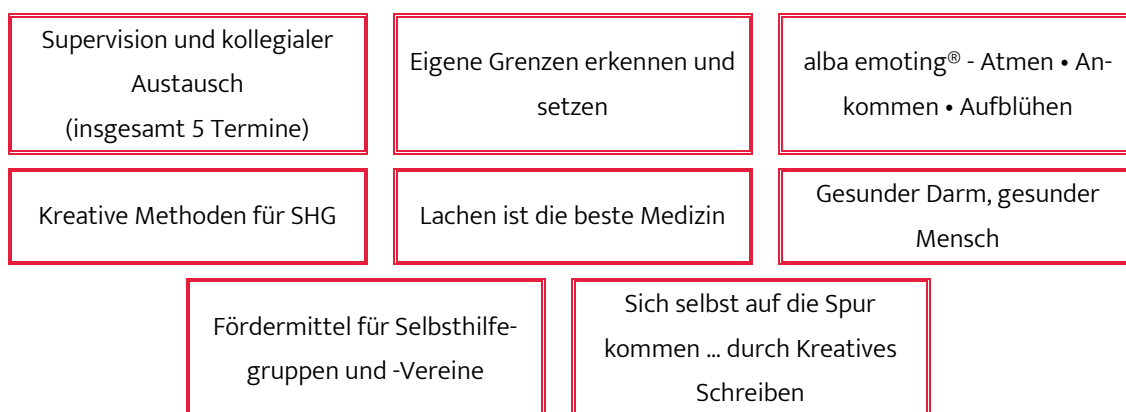 Supervision und kollegialer
Austausch
(insgesamt 5 Termine)
Eigene Grenzen erkennen und
setzen
alba emoting® - Atmen • An-
kommen • Aufblühen
Kreative Methoden für SHG
Lachen ist die beste Medizin
Gesunder Darm, gesunder
Mensch
Fördermittel für Selbsthilfe-
gruppen und -Vereine
Sich selbst auf die Spur
kommen ... durch Kreatives
Schreiben